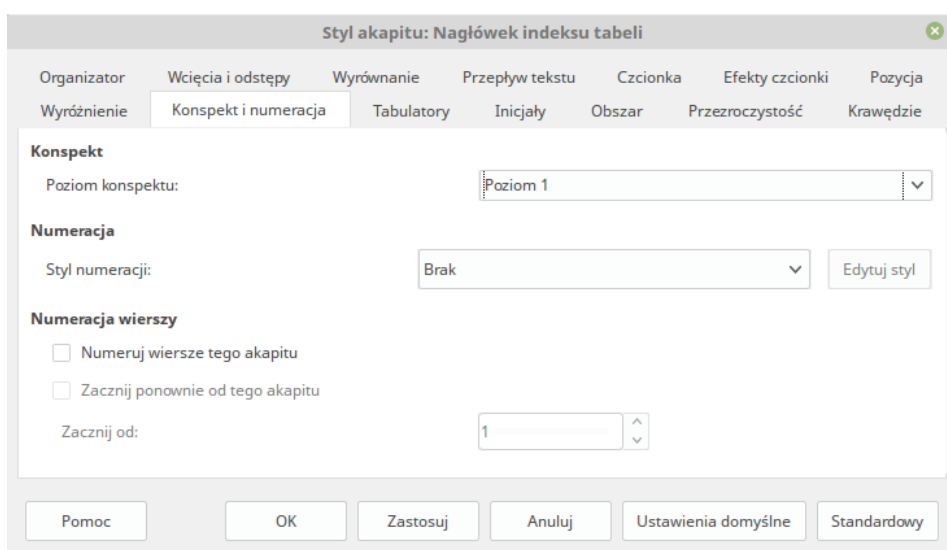 Styl akapitu: Nagłówek indeksu tabeli
Organizator Wcięcia i odstępy Wyrównanie Przepływ tekstu Czcionka Efekty czcionki Pozycja
Wyróżnienie Konspekt i numeracja Tabulatory Inicjały Obszar Przezroczystość Krawędzie
Konspekt
Poziom konspektu: Poziom 1
Numeracja
Styl numeracji: Brak Edytuj styl
Numeracja wierszy
Numeruj wiersze tego akapitu
Zacznij ponownie od tego akapitu
Zacznij od: 1
Pomoc OK Zastosuj Anuluj Ustawienia domyślne Standardowy